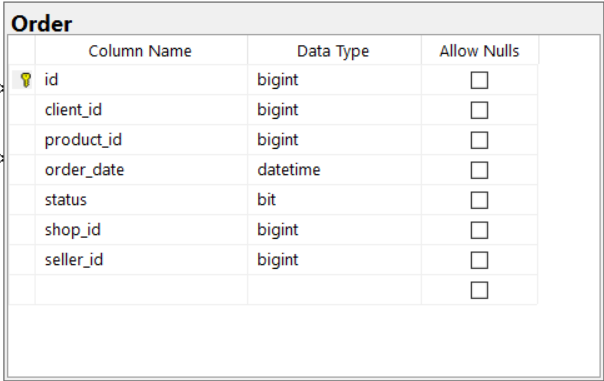 Order
Column Name Data Type Allow Nulls
id bigint
client_id bigint
product_id bigint
order_date datetime
status bit
shop_id bigint
seller_id bigint